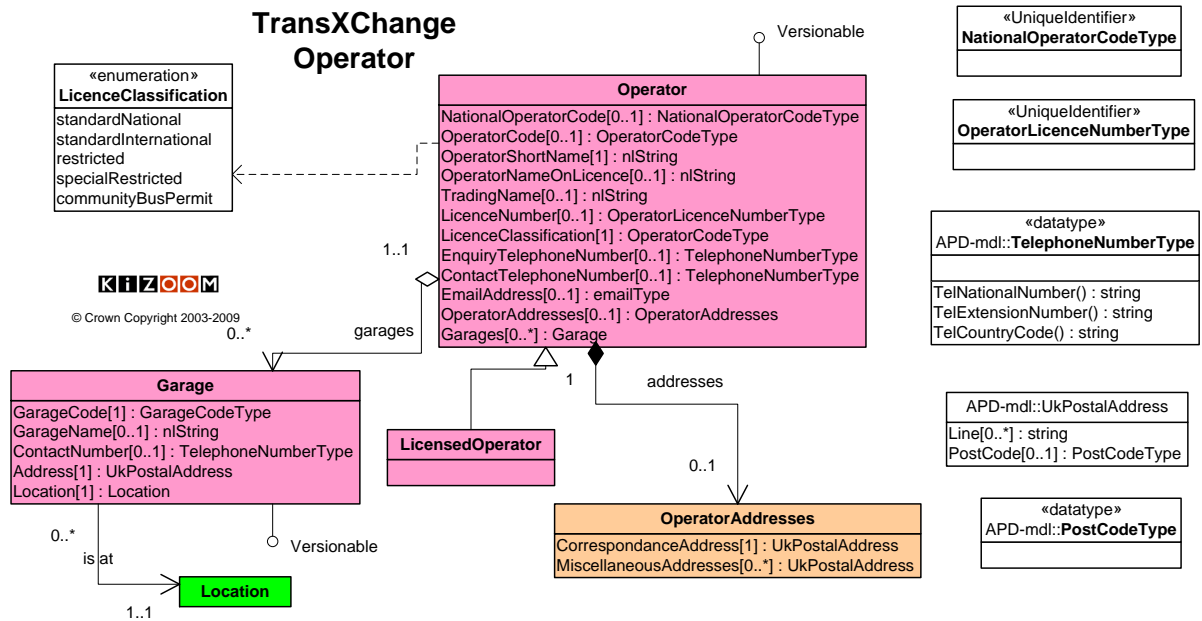 TransXChange
Operator
Versionable
«UniqueIdentifier»
NationalOperatorCodeType
«enumeration»
LicenceClassification
standardNational
standardInternational
restricted
specialRestricted
communityBusPermit
Operator
NationalOperatorCode[0..1] : NationalOperatorCodeType
OperatorCode[0..1] : OperatorCodeType
OperatorShortName[1] : nlString
OperatorNameOnLicence[0..1] : nlString
TradingName[0..1] : nlString
LicenceNumber[0..1] : OperatorLicenceNumberType
LicenceClassification[1] : OperatorCodeType
EnquiryTelephoneNumber[0..1] : TelephoneNumberType
ContactTelephoneNumber[0..1] : TelephoneNumberType
EmailAddress[0..1] : emailType
OperatorAddresses[0..1] : OperatorAddresses
Garages[0..*] : Garage
«UniqueIdentifier»
OperatorLicenceNumberType
«datatype»
APD-mdl::TelephoneNumberType
TelNationalNumber() : string
TelExtensionNumber() : string
TelCountryCode() : string
1..1
KiZOOM
© Crown Copyright 2003-2009
0..*
garages
Garage
GarageCode[1] : GarageCodeType
GarageName[0..1] : nlString
ContactNumber[0..1] : TelephoneNumberType
Address[1] : UkPostalAddress
Location[1] : Location
1
addresses
LicensedOperator
0..1
APD-mdl::UkPostalAddress
Line[0..*] : string
PostCode[0..1] : PostCodeType
OperatorAddresses
CorrespondanceAddress[1] : UkPostalAddress
MiscellaneousAddresses[0..*] : UkPostalAddress
«datatype»
APD-mdl::PostCodeType
0..*
is at
Versionable
Location
1..1